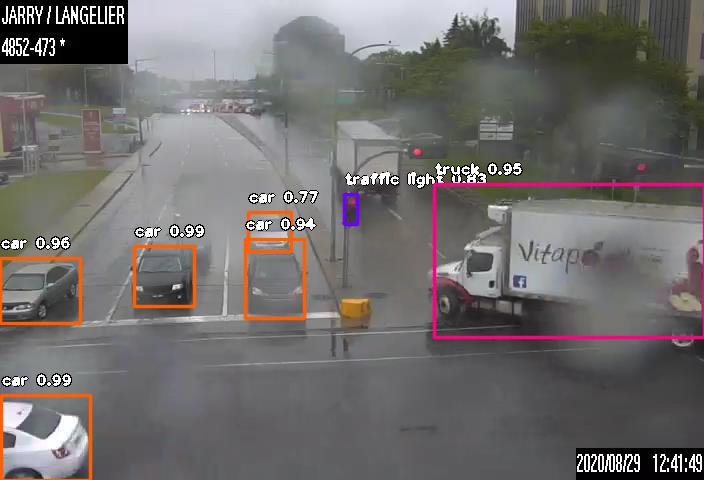 JARRY / LANGELIER
4852-473 *
truck 0.95
traffic light 0.83
car 0.77
car 0.94
car 0.99
car 0.96
Vitap
f
car 0.99
2020/08/29 12:41:49